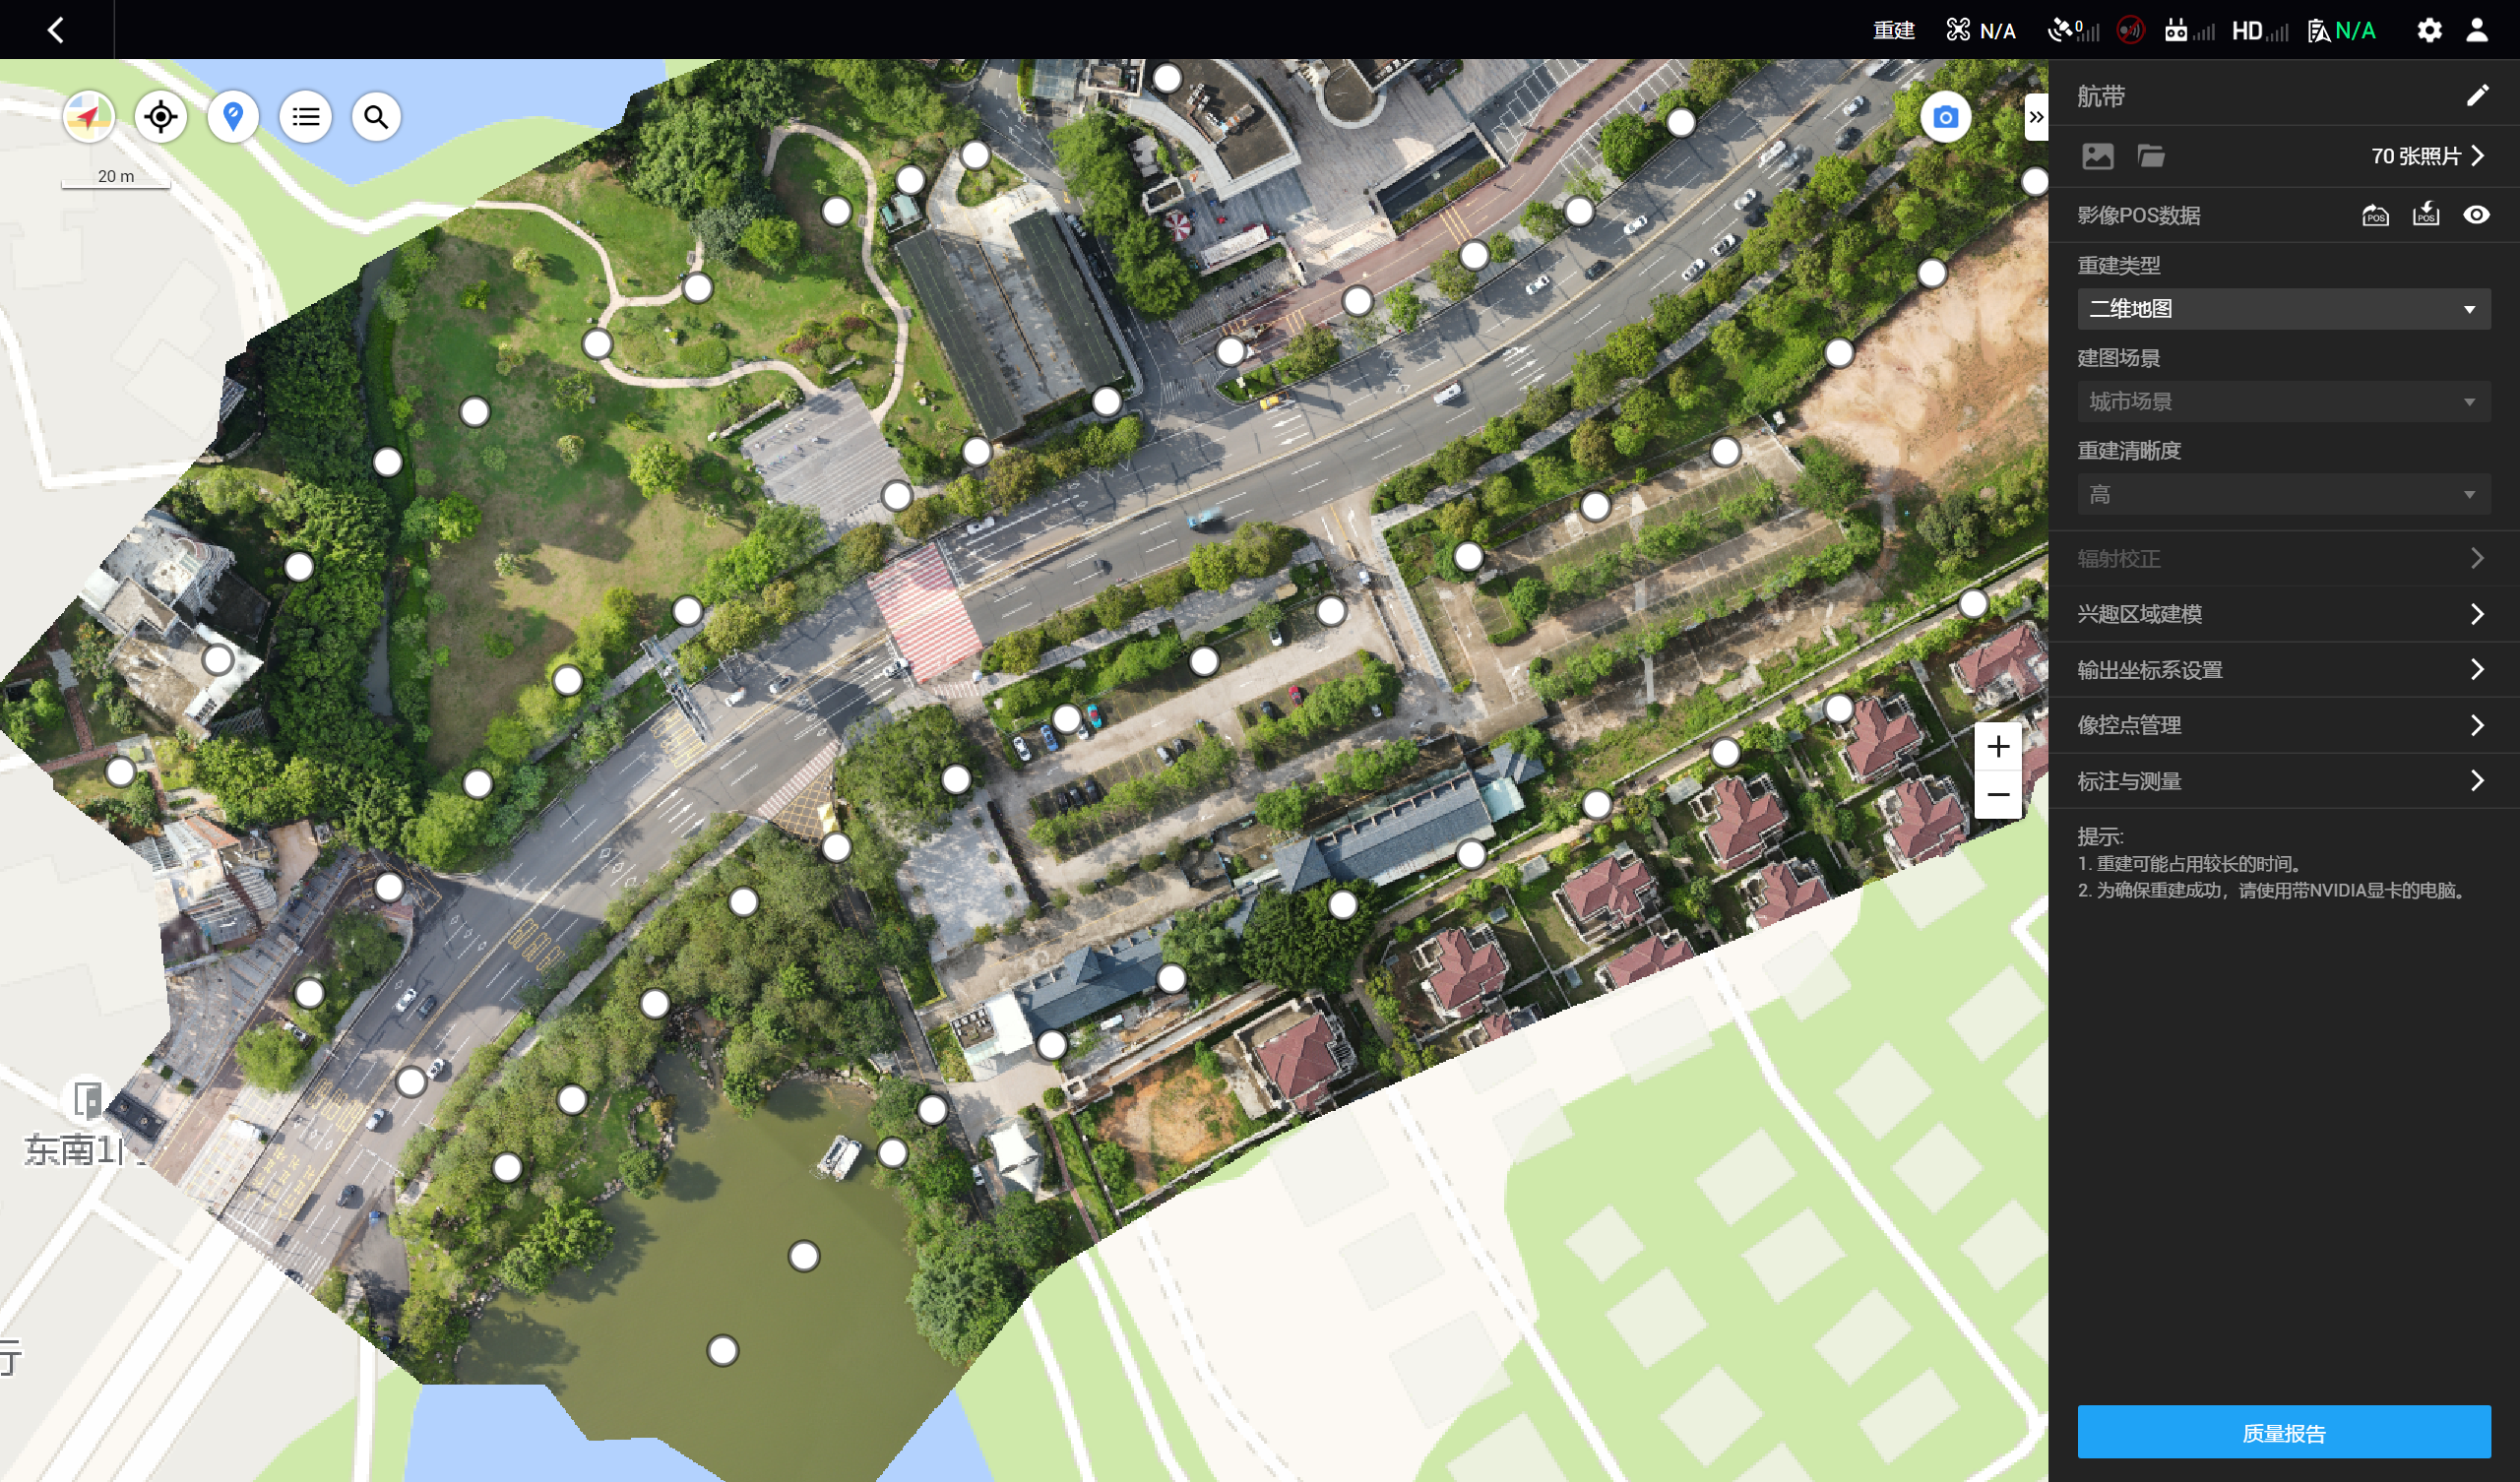 重建
N/A
0
HD
N/A
20 m
航带
70 张照片
影像POS数据
POS
POS
重建类型
二维地图
建图场景
城市场景
重建清晰度
高
辐射校正
兴趣区域建模
输出坐标系设置
像控点管理
标注与测量
提示:
1. 重建可能占用较长的时间。
2. 为确保重建成功，请使用带NVIDIA显卡的电脑。
东南1
质量报告